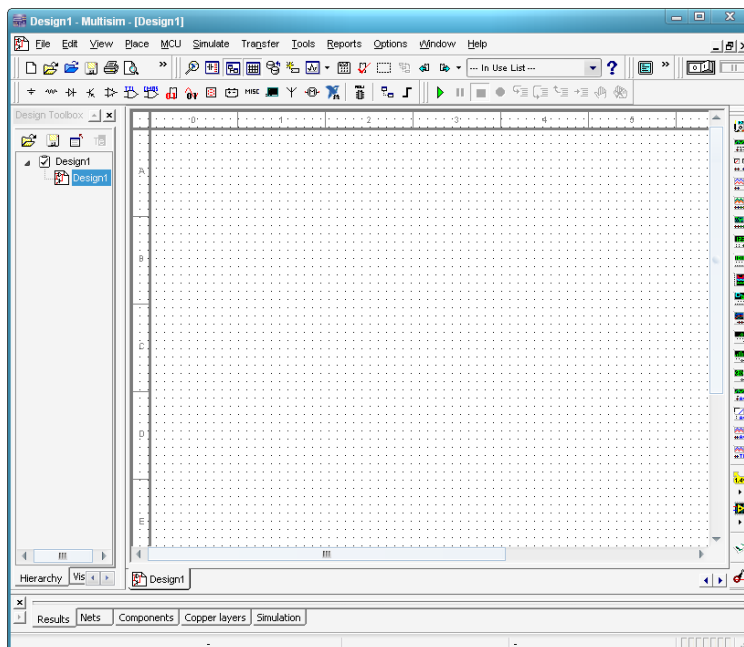 Design1 - Multisim - [Design1]
File Edit View Place MCU Simulate Transfer Tools Reports Options Window Help
--- In Use List ---
MISC
Design Toolbox
0 1 2 3 4 5
Design1
Design1
A
B
C
D
E
Hierarchy Vis
Design1
Results Nets Components Copper layers Simulation